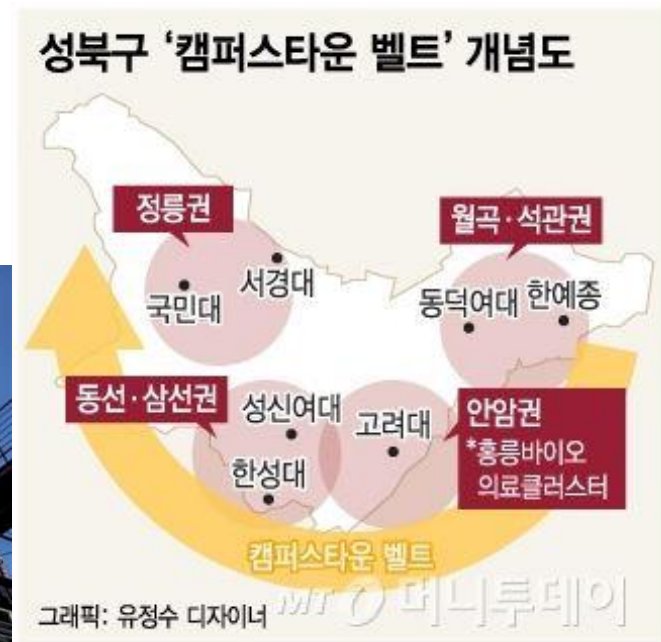 성북구 ‘캠퍼스타운 벨트’ 개념도
정릉권
월곡·석관권
서경대
국민대
동덕여대
한예종
동선·삼선권
성신여대
고려대
안암권
*홍릉바이오
의료클러스터
한성대
캠퍼스타운 벨트
그래픽: 유정수 디자이너
MT 머니투데이